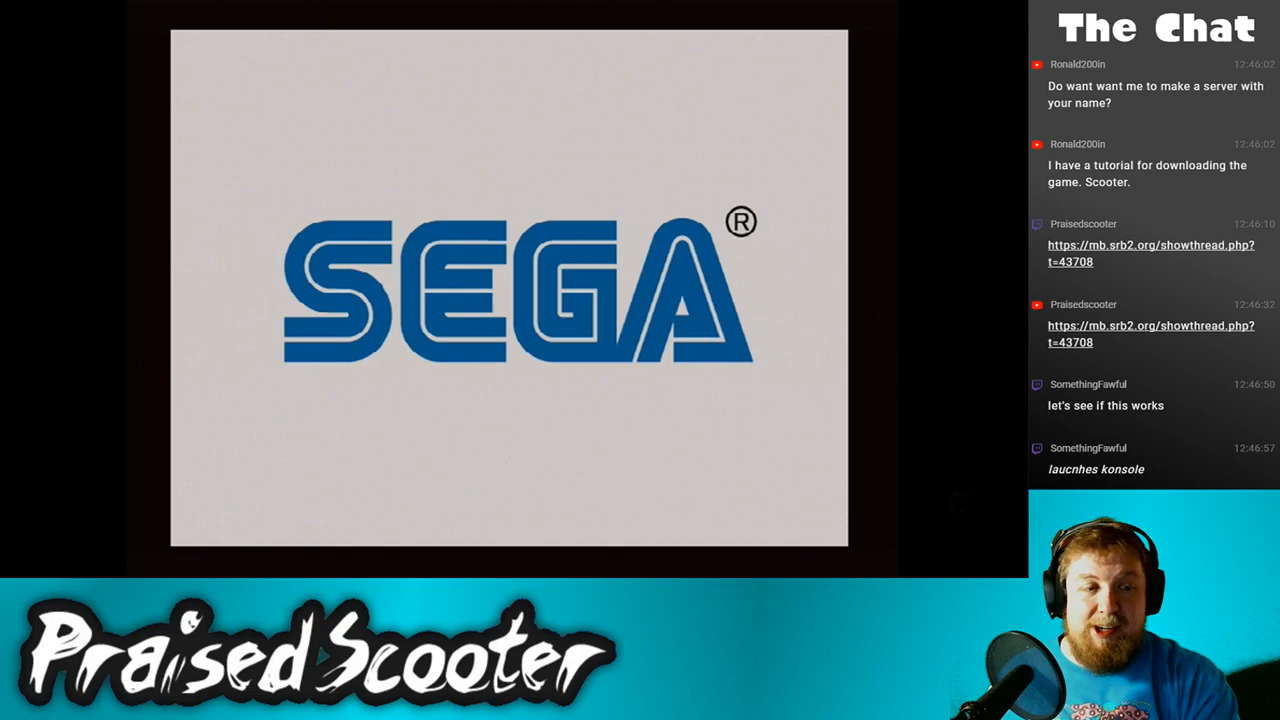 SEGA®
The Chat
Ronald200in 12:46:02
Do want want me to make a server with
your name?
Ronald200in 12:46:02
I have a tutorial for downloading the
game. Scooter.
Praisedscooter 12:46:10
https://mb.srb2.org/showthread.php?
t=43708
Praisedscooter 12:46:32
https://mb.srb2.org/showthread.php?
t=43708
SomethingFawful 12:46:50
let's see if this works
SomethingFawful 12:46:57
laucnhes konsole
PraisedScooter